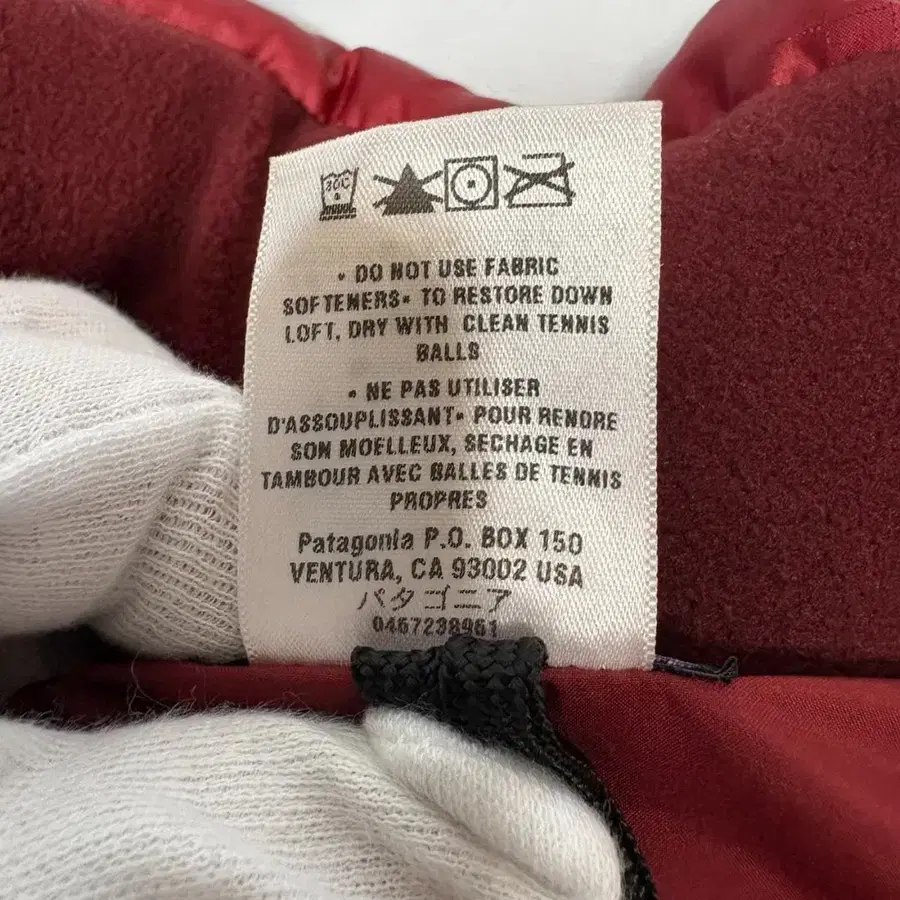 30C
• DO NOT USE FABRIC
SOFTENERS• TO RESTORE DOWN
LOFT, DRY WITH CLEAN TENNIS
BALLS
• NE PAS UTILISER
D'ASSOUPLISSANT• POUR RENDRE
SON MOELLEUX, SECHAGE EN
TAMBOUR AVEC BALLES DE TENNIS
PROPRES
Patagonia P.O. BOX 150
VENTURA, CA 93002 USA
パタゴニア
0467238961